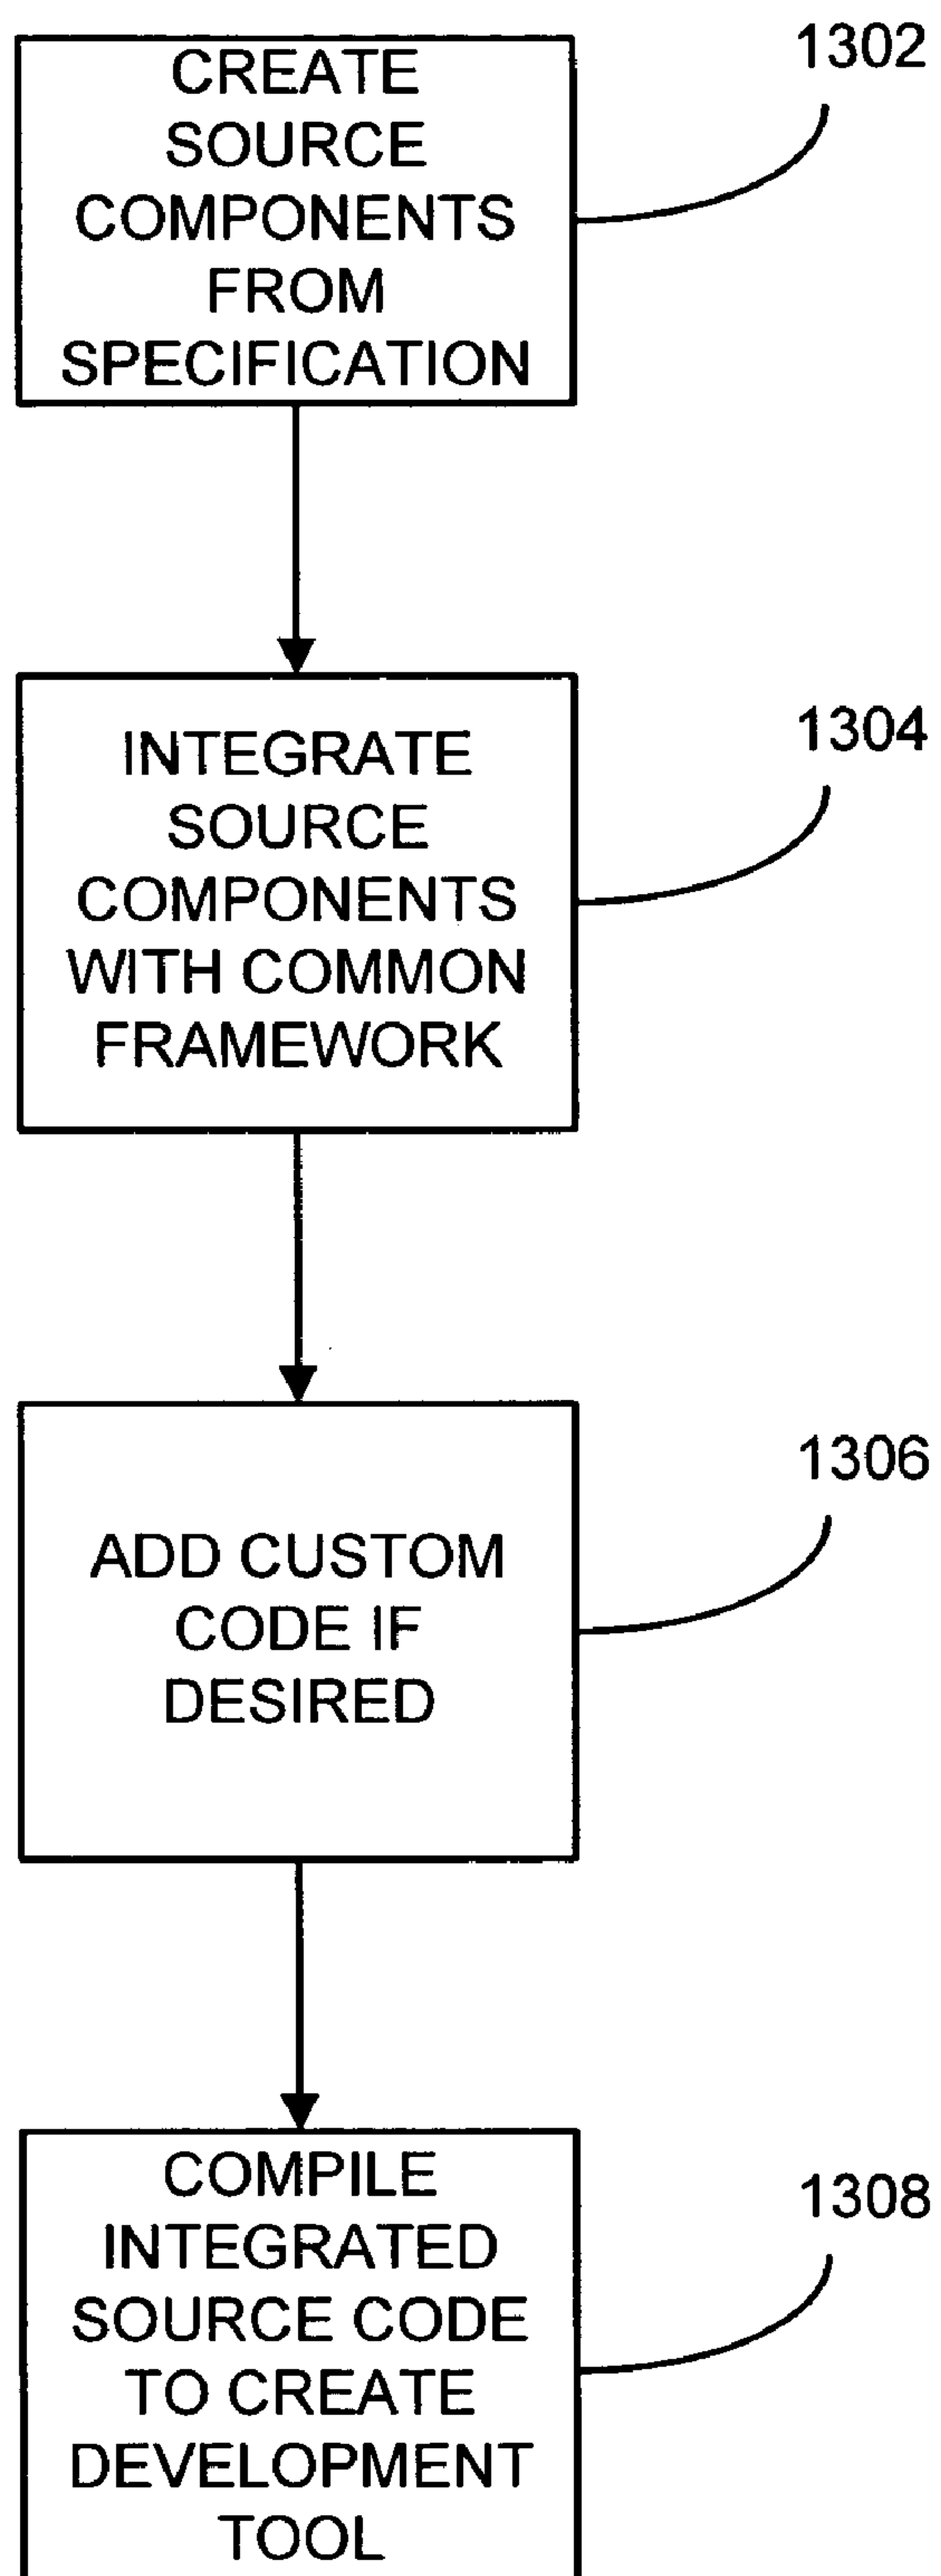 CREATE
SOURCE
COMPONENTS
FROM
SPECIFICATION
1302
INTEGRATE
SOURCE
COMPONENTS
WITH COMMON
FRAMEWORK
1304
ADD CUSTOM
CODE IF
DESIRED
1306
COMPILE
INTEGRATED
SOURCE CODE
TO CREATE
DEVELOPMENT
TOOL
1308